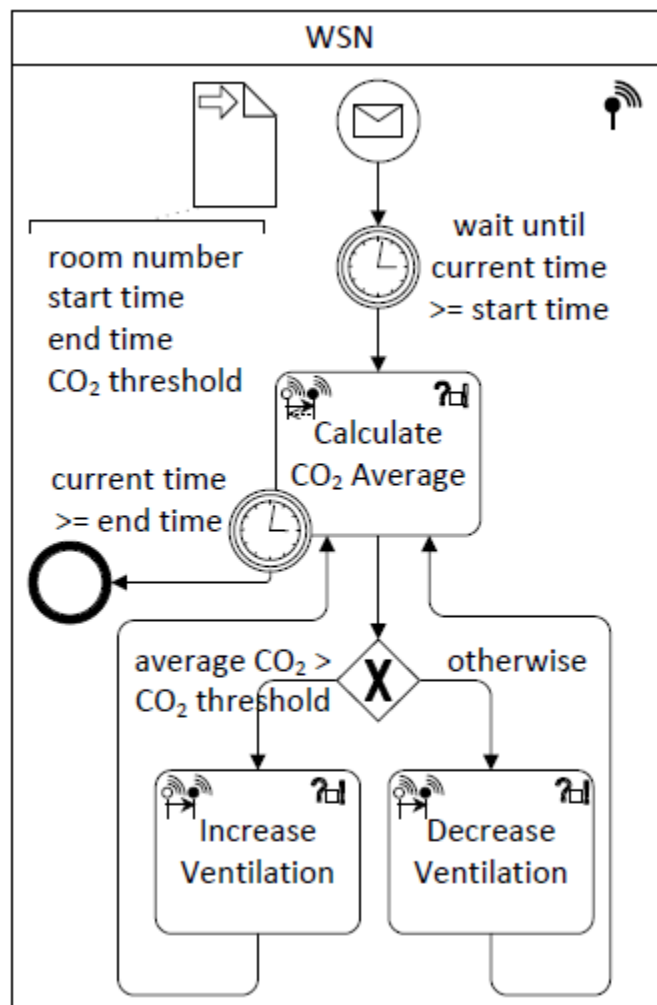 WSN
wait until
current time
>= start time
room number
start time
end time
CO₂ threshold
Calculate
CO₂ Average
current time
>= end time
average CO₂ >
CO₂ threshold
otherwise
X
Increase
Ventilation
Decrease
Ventilation